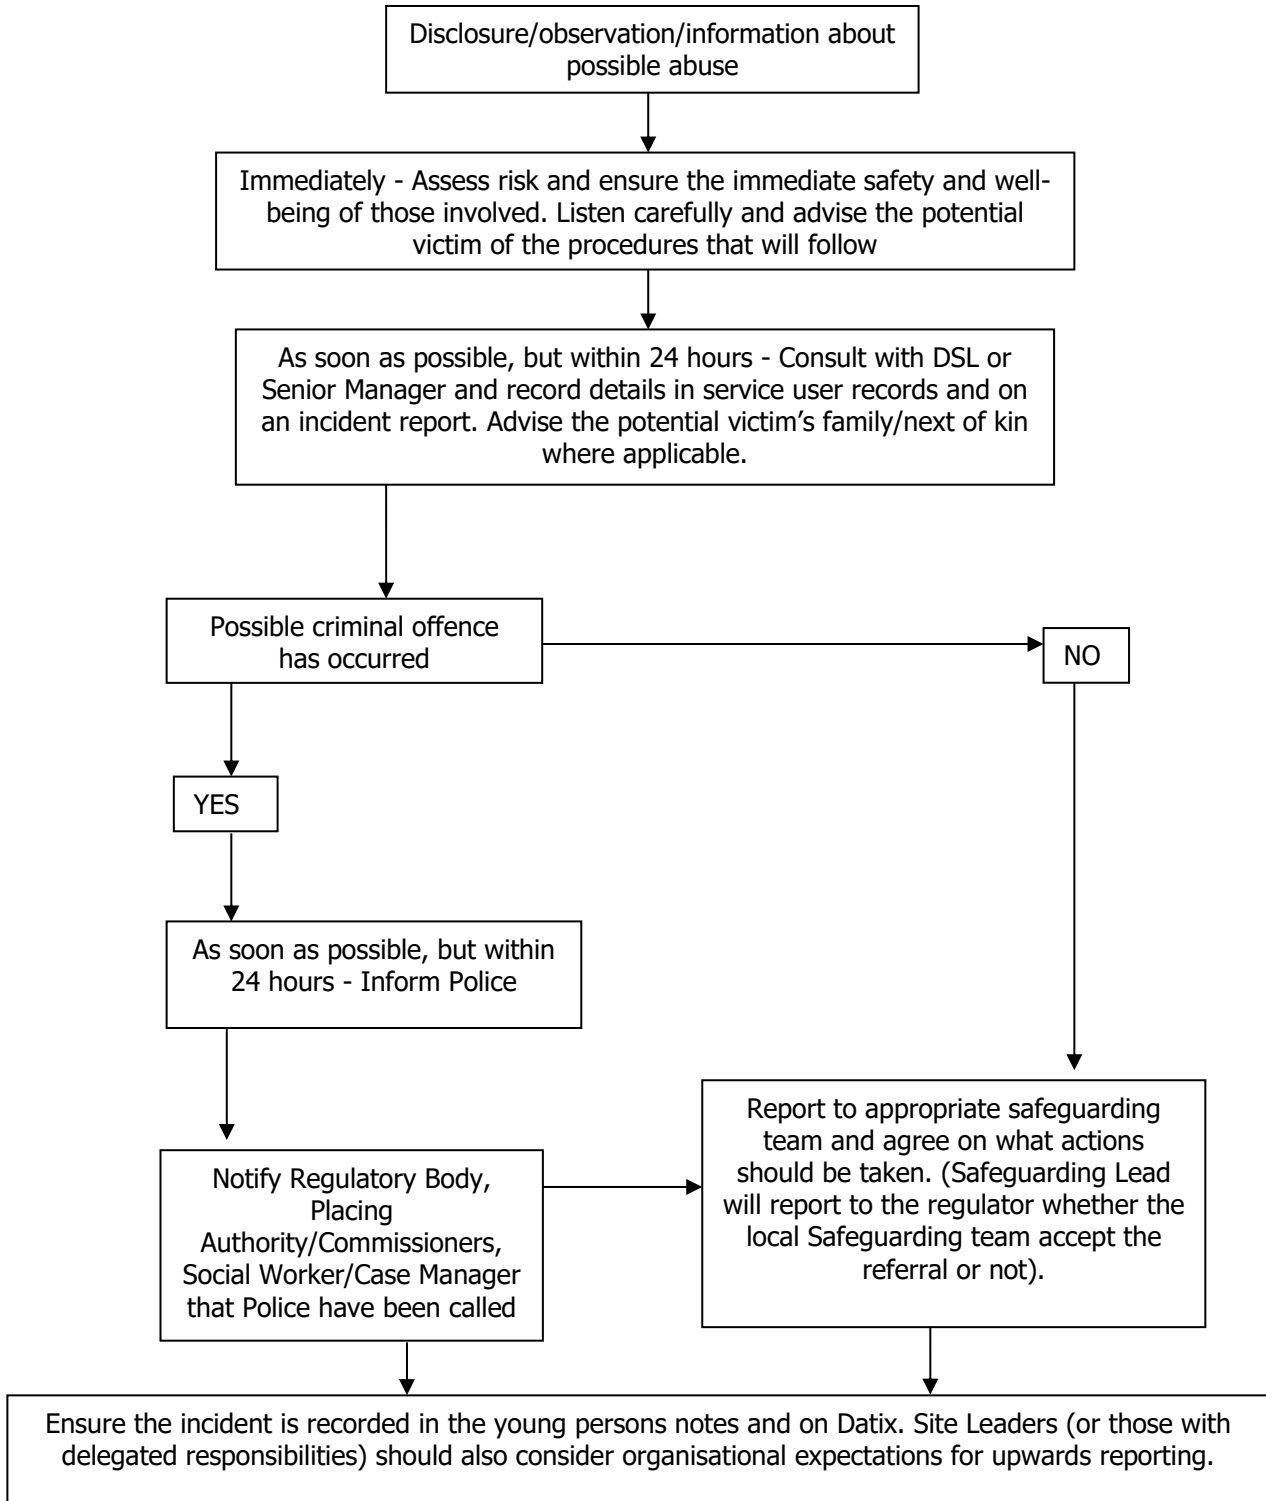 Disclosure/observation/information about
possible abuse
Immediately - Assess risk and ensure the immediate safety and well-
being of those involved. Listen carefully and advise the potential
victim of the procedures that will follow
As soon as possible, but within 24 hours - Consult with DSL or
Senior Manager and record details in service user records and on
an incident report. Advise the potential victim’s family/next of kin
where applicable.
Possible criminal offence
has occurred
NO
YES
As soon as possible, but within
24 hours - Inform Police
Notify Regulatory Body,
Placing
Authority/Commissioners,
Social Worker/Case Manager
that Police have been called
Report to appropriate safeguarding
team and agree on what actions
should be taken. (Safeguarding Lead
will report to the regulator whether the
local Safeguarding team accept the
referral or not).
Ensure the incident is recorded in the young persons notes and on Datix. Site Leaders (or those with
delegated responsibilities) should also consider organisational expectations for upwards reporting.